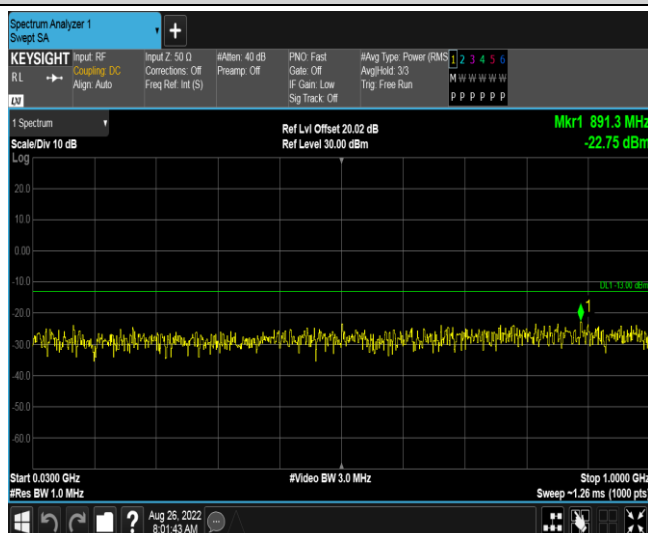 Spectrum Analyzer 1
Swept SA
+
KEYSIGHT
RL
LXI
Input: RF
Coupling: DC
Align: Auto
Input Z: 50 Ω
Corrections: Off
Freq Ref: Int (S)
#Atten: 40 dB
Preamp: Off
PNO: Fast
Gate: Off
IF Gain: Low
Sig Track: Off
#Avg Type: Power (RMS
Avg|Hold: 3/3
Trig: Free Run
1 2 3 4 5 6
M W W W W W
P P P P P P
1 Spectrum
Scale/Div 10 dB
Log
Ref Lvl Offset 20.02 dB
Ref Level 30.00 dBm
Mkr1 891.3 MHz
-22.75 dBm
20.0
10.0
0.00
-10.0
DL1 -13.00 dBm
1
-20.0
-30.0
-40.0
-50.0
-60.0
Start 0.0300 GHz
#Res BW 1.0 MHz
#Video BW 3.0 MHz
Stop 1.0000 GHz
Sweep ~1.26 ms (1000 pts)
?
Aug 26, 2022
8:01:43 AM